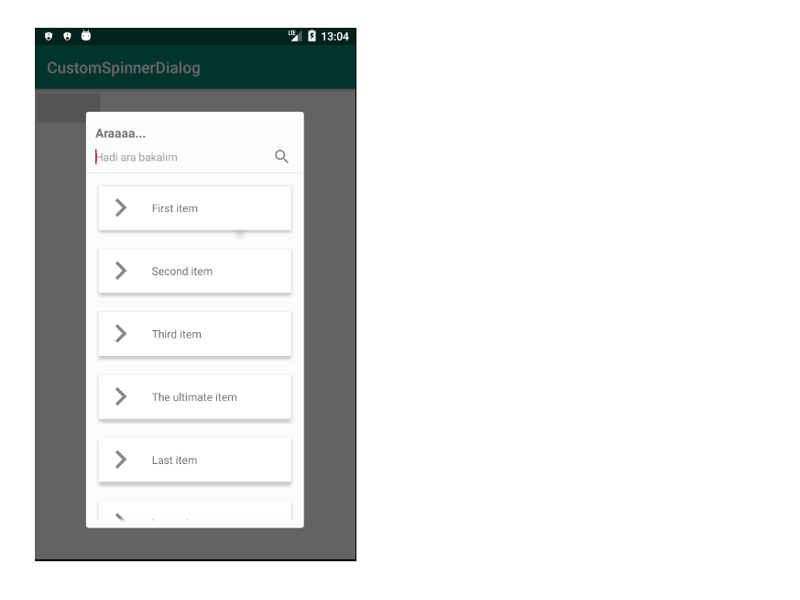 LTE 13:04
CustomSpinnerDialog
Araaaa...
Hadi ara bakalım
First item
Second item
Third item
The ultimate item
Last item